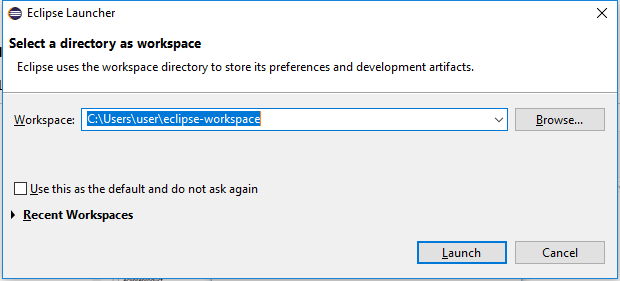 Eclipse Launcher
Select a directory as workspace
Eclipse uses the workspace directory to store its preferences and development artifacts.
Workspace: C:\Users\user\eclipse-workspace Browse...
Use this as the default and do not ask again
Recent Workspaces
Launch Cancel